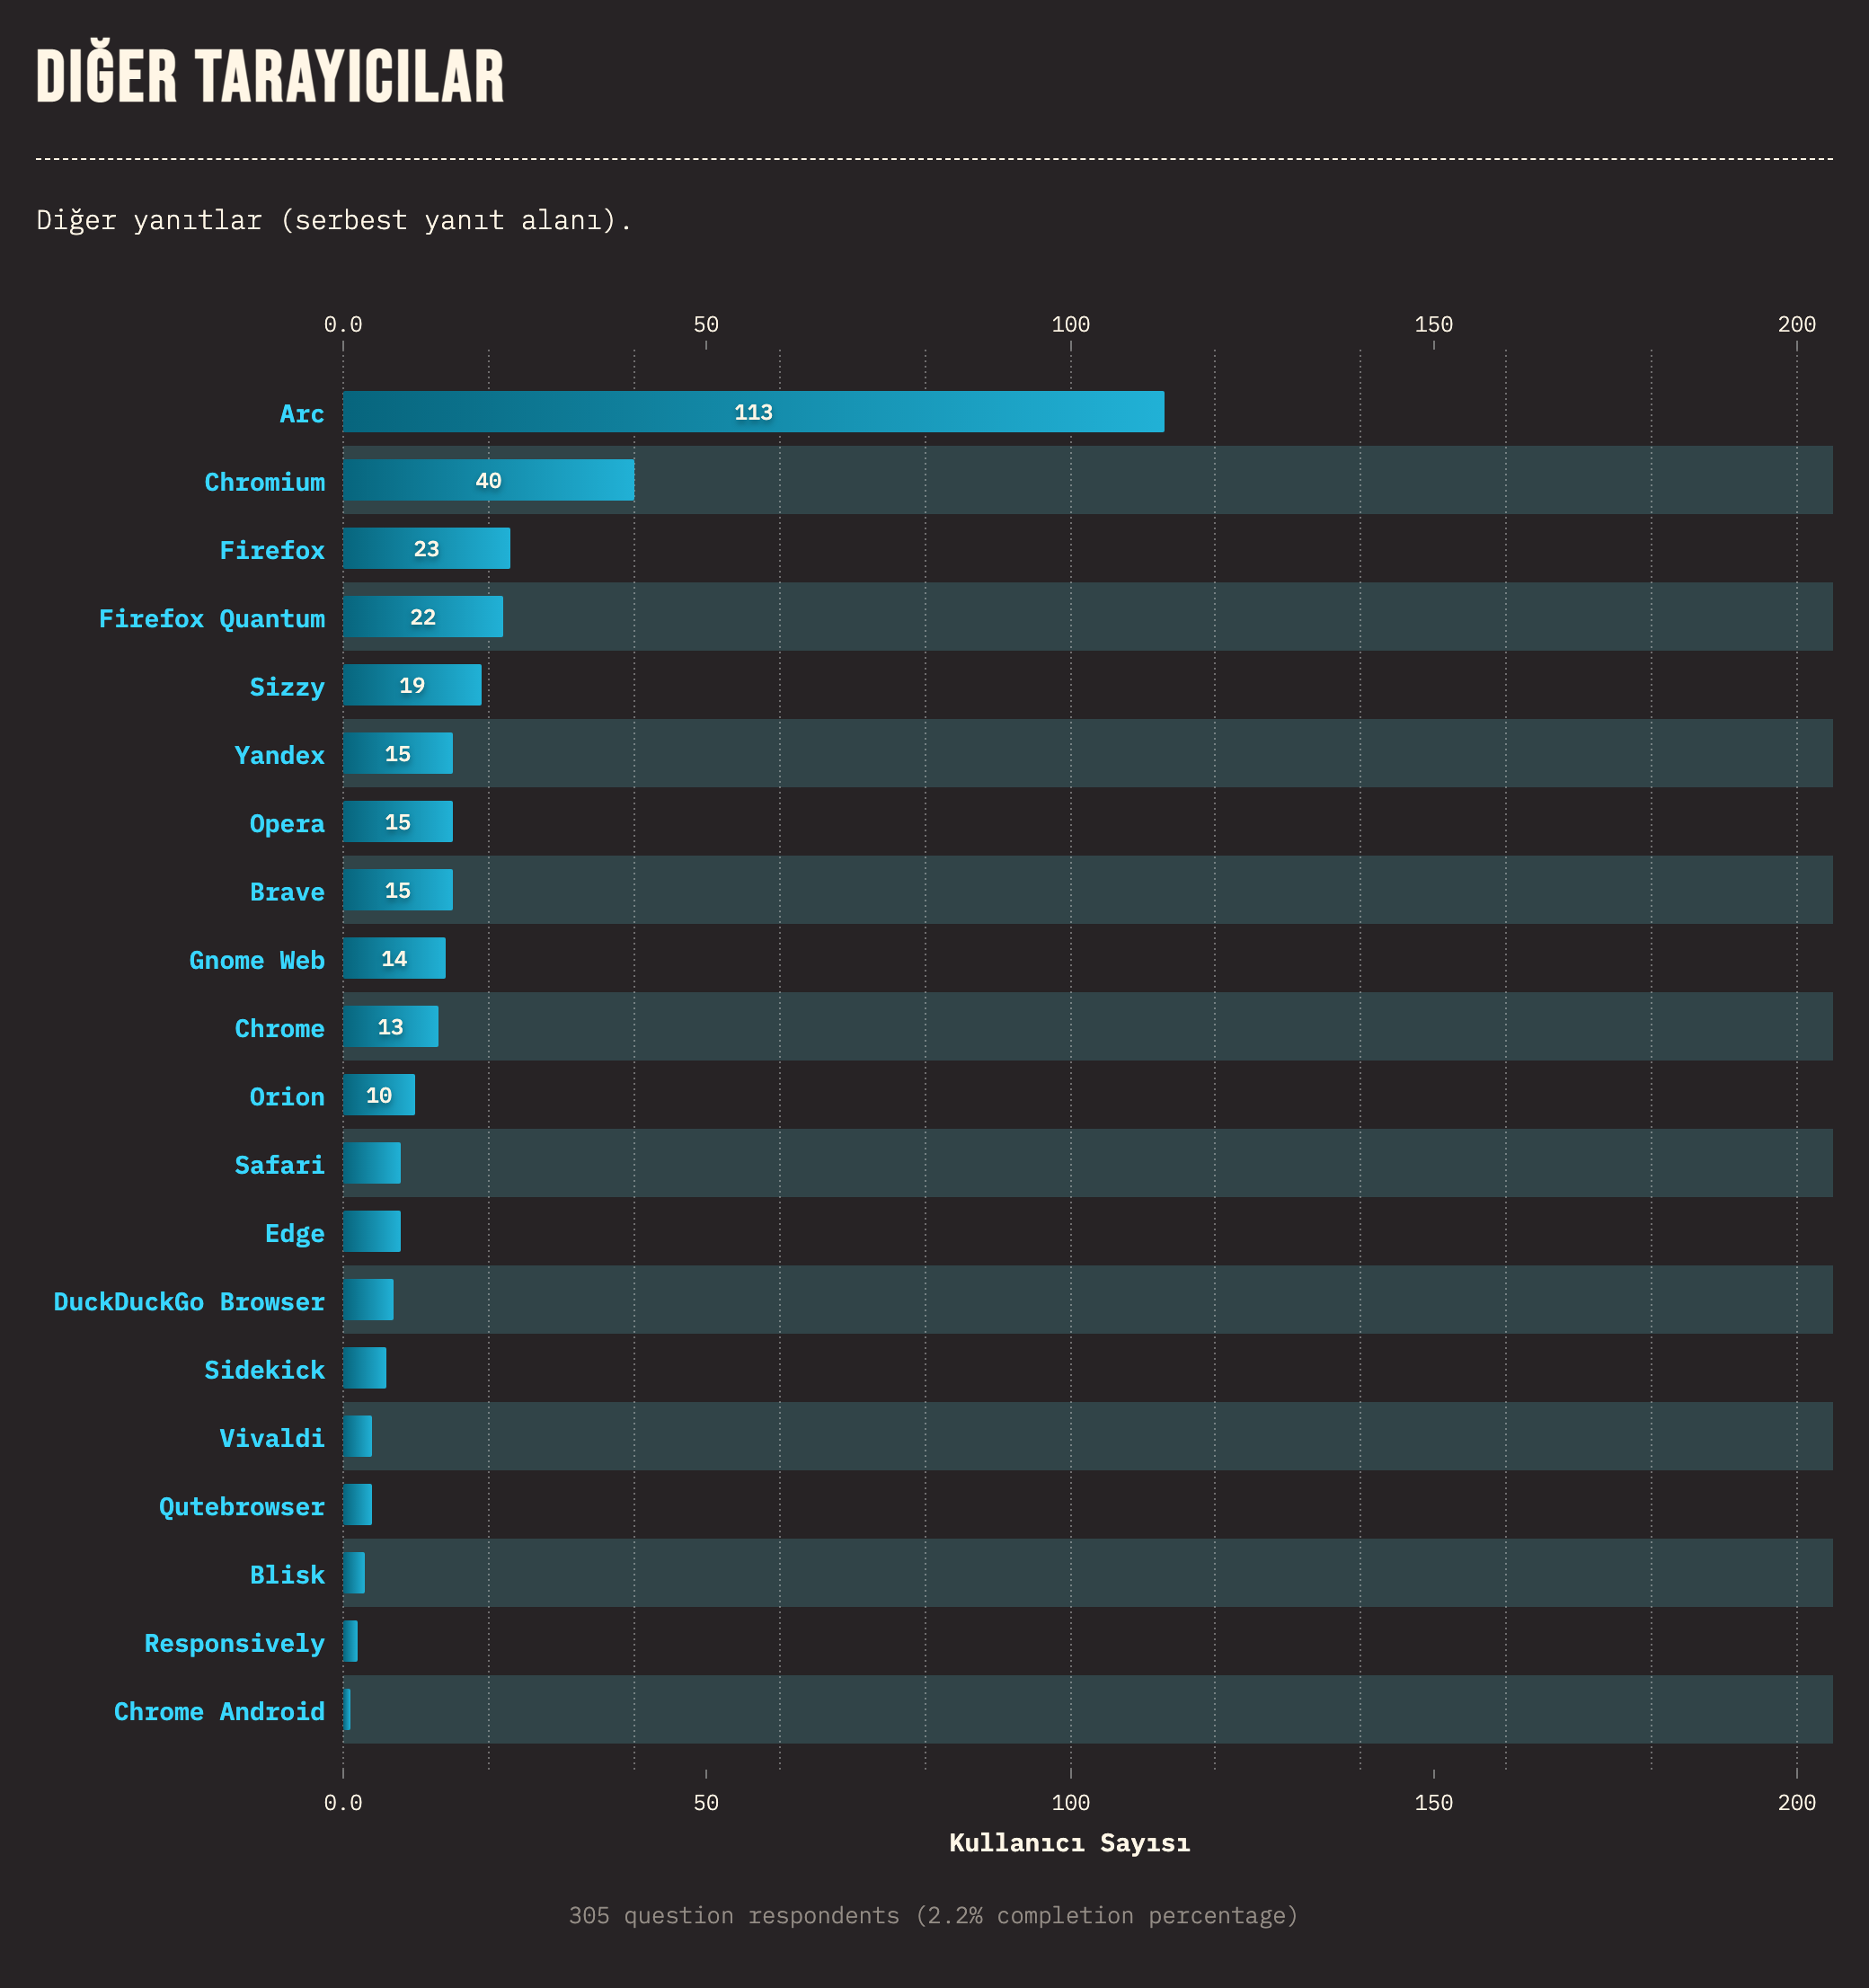 DIĞER TARAYICILAR
Diğer yanıtlar (serbest yanıt alanı).
0.0 50 100 150 200
Arc 113
Chromium 40
Firefox 23
Firefox Quantum 22
Sizzy 19
Yandex 15
Opera 15
Brave 15
Gnome Web 14
Chrome 13
Orion 10
Safari
Edge
DuckDuckGo Browser
Sidekick
Vivaldi
Qutebrowser
Blisk
Responsively
Chrome Android
0.0 50 100 150 200
Kullanıcı Sayısı
305 question respondents (2.2% completion percentage)